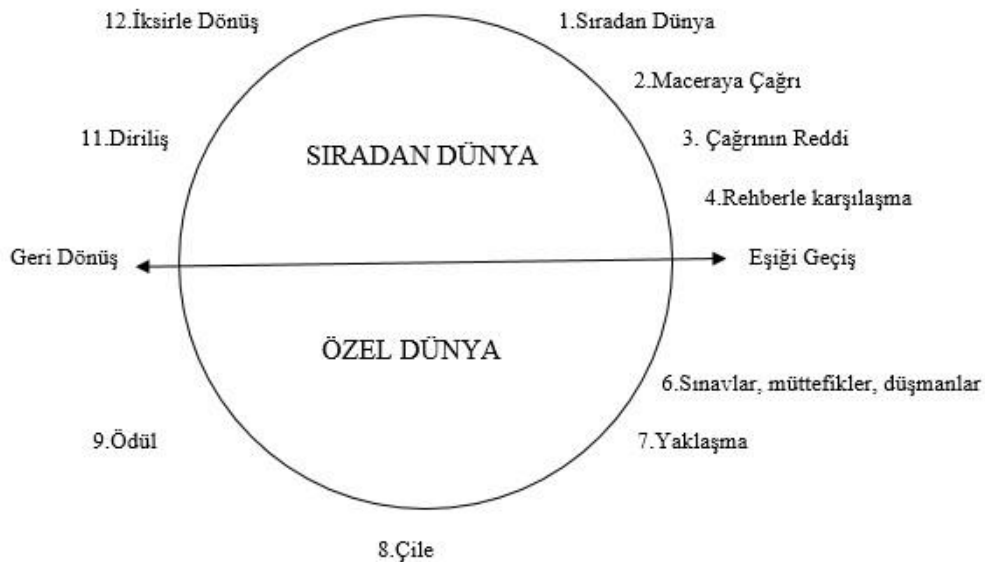 12.İksirle Dönüş
1.Sıradan Dünya
2.Maceraya Çağrı
11.Diriliş
3. Çağrının Reddi
SIRADAN DÜNYA
4.Rehberle karşılaşma
Geri Dönüş
Eşiği Geçiş
ÖZEL DÜNYA
6.Sınavlar, müttefikler, düşmanlar
9.Ödül
7.Yaklaşma
8.Çile